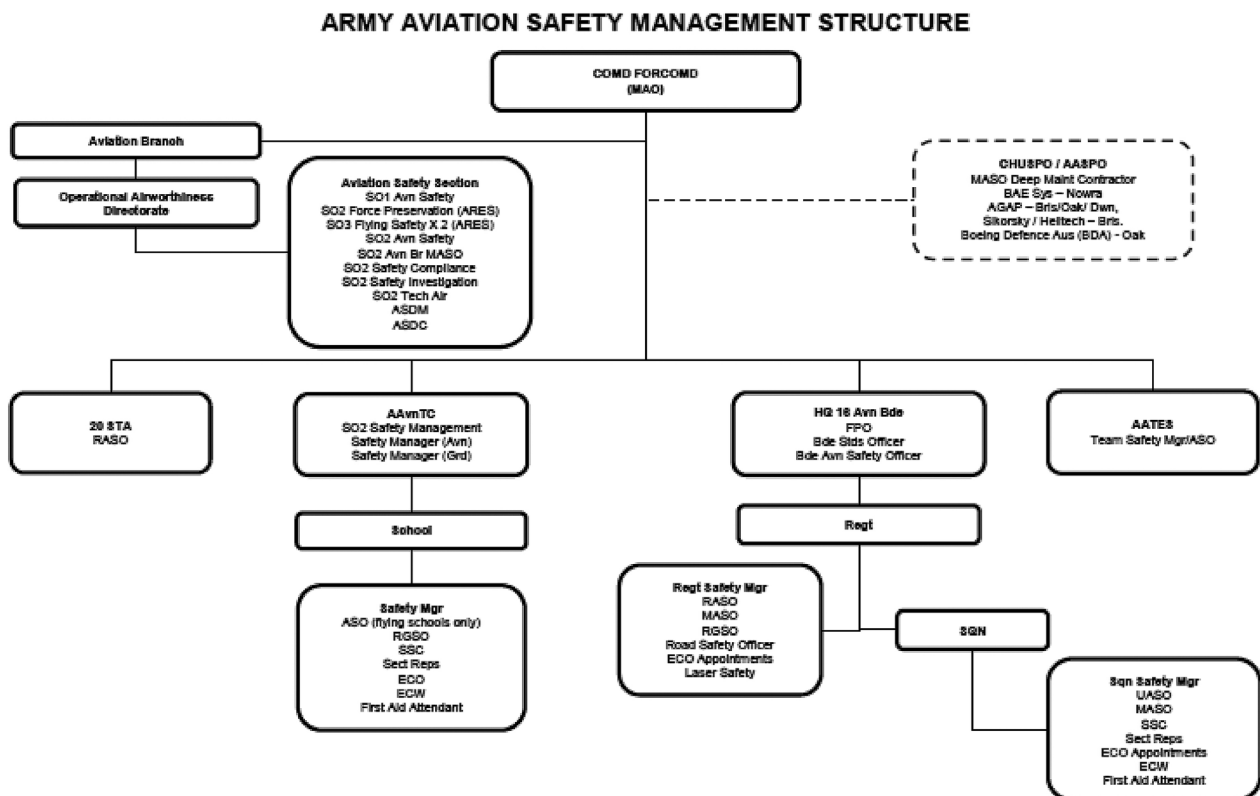 ARMY AVIATION SAFETY MANAGEMENT STRUCTURE
COMD FORCOMD
(MAO)
Aviation Branch
Operational Airworthiness
Directorate
Aviation Safety Section
SO1 Avn Safety
SO2 Force Preservation (ARES)
SO3 Flying Safety X 2 (ARES)
SO2 Avn Safety
SO2 Avn Br MASO
SO2 Safety Compliance
SO2 Safety Investigation
SO2 Tech Air
ASDM
ASDC
CHUSPO / AASPO
MASO Deep Maint Contractor
BAE Sys – Nowra
AGAP – Bris/Oak/ Dwn,
Sikorsky / Helitech – Bris.
Boeing Defence Aus (BDA) - Oak
20 STA
RASO
AAvnTC
SO2 Safety Management
Safety Manager (Avn)
Safety Manager (Grd)
HQ 16 Avn Bde
FPO
Bde Stds Officer
Bde Avn Safety Officer
AATES
Team Safety Mgr/ASO
School
Regt
Safety Mgr
ASO (flying schools only)
RGSO
SSC
Sect Reps
ECO
ECW
First Aid Attendant
Regt Safety Mgr
RASO
MASO
RGSO
Road Safety Officer
ECO Appointments
Laser Safety
SQN
Sqn Safety Mgr
UASO
MASO
SSC
Sect Reps
ECO Appointments
ECW
First Aid Attendant